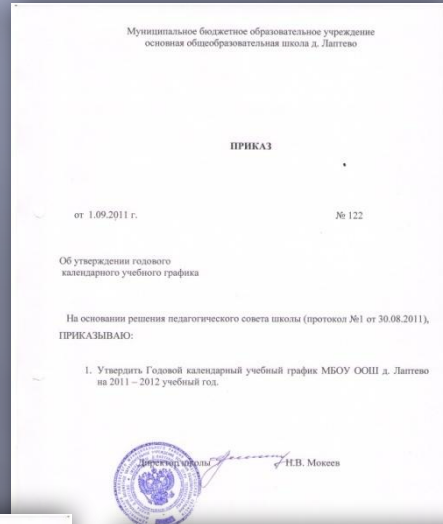 Муниципальное бюджетное образовательное учреждение
основная общеобразовательная школа д. Лаптево
ПРИКАЗ
от 1.09.2011 г. № 122
Об утверждении годового
календарного учебного графика
На основании решения педагогического совета школы (протокол №1 от 30.08.2011),
ПРИКАЗЫВАЮ:
1. Утвердить Годовой календарный учебный график МБОУ ООШ д. Лаптево
на 2011 – 2012 учебный год.
Директор школы Н.В. Мокеев